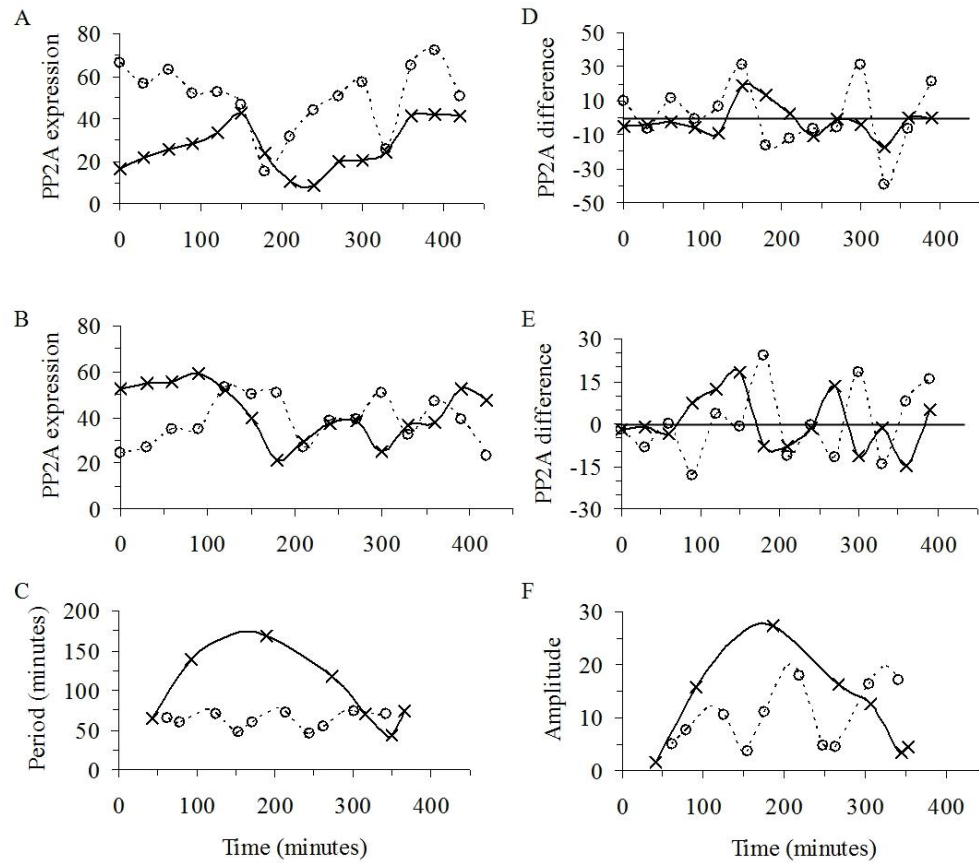 A
PP2A expression
80
60
40
20
0
0 100 200 300 400
D
PP2A difference
50
30
10
-10
-30
-50
0 100 200 300 400
B
PP2A expression
80
60
40
20
0
0 100 200 300 400
E
PP2A difference
30
15
0
-15
-30
0 100 200 300 400
C
Period (minutes)
200
150
100
50
0
0 100 200 300 400
Time (minutes)
F
Amplitude
30
20
10
0
0 100 200 300 400
Time (minutes)